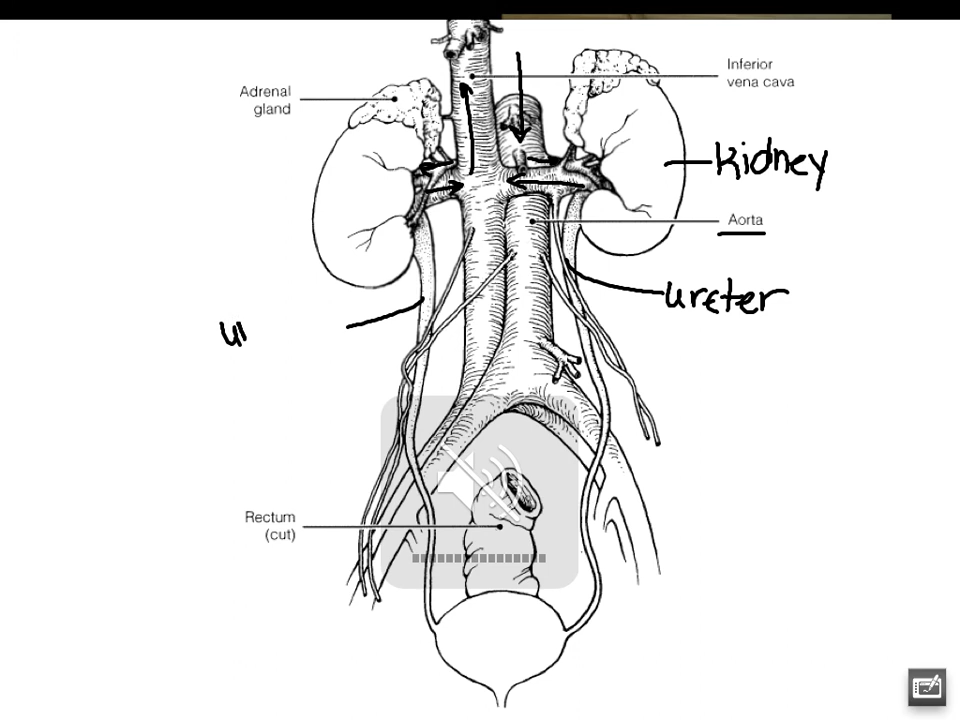 Inferior
vena cava
Adrenal
gland
Kidney
Aorta
ureter
Rectum
(cut)